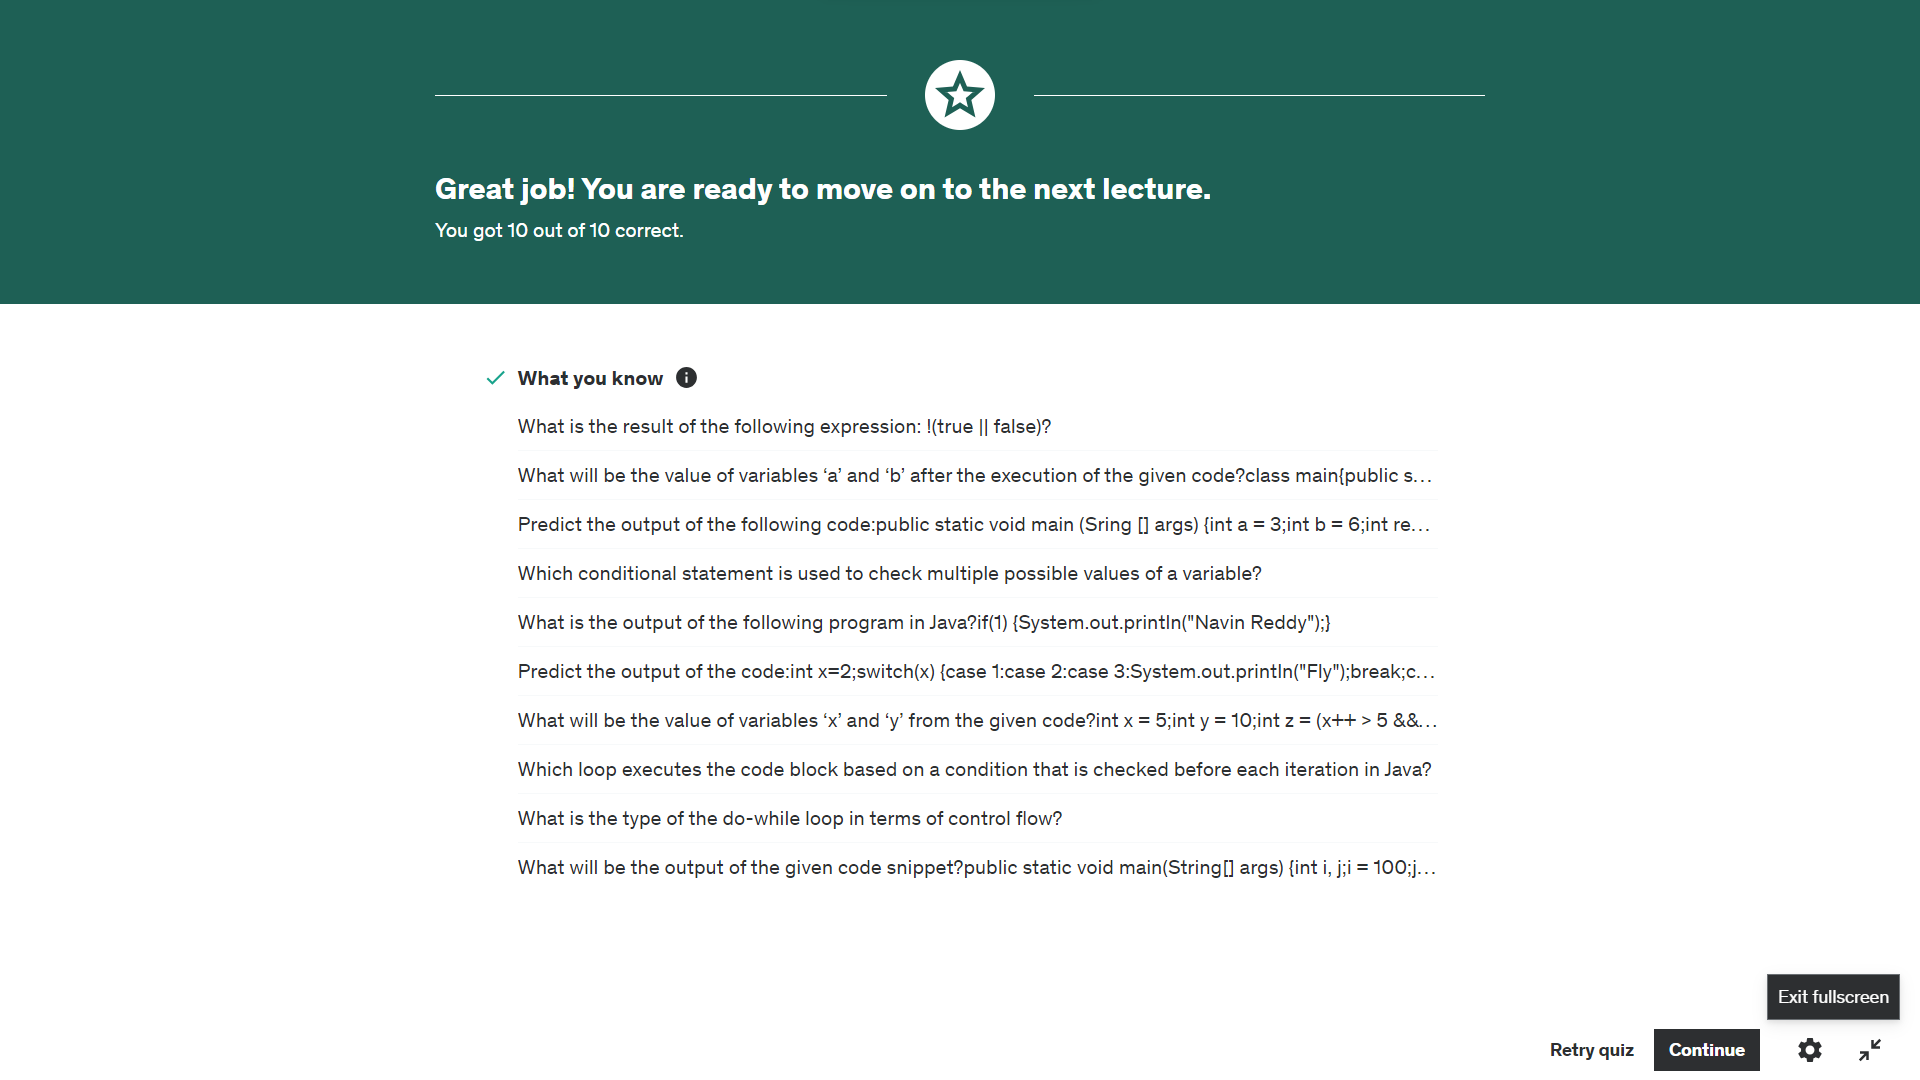 Great job! You are ready to move on to the next lecture.
You got 10 out of 10 correct.
What you know
What is the result of the following expression: !(true || false)?
What will be the value of variables ‘a’ and ‘b’ after the execution of the given code?class main{public s...
Predict the output of the following code:public static void main (Sring [] args) {int a = 3;int b = 6;int re...
Which conditional statement is used to check multiple possible values of a variable?
What is the output of the following program in Java?if(1) {System.out.println("Navin Reddy");}
Predict the output of the code:int x=2;switch(x) {case 1:case 2:case 3:System.out.println("Fly");break;c...
What will be the value of variables ‘x’ and ‘y’ from the given code?int x = 5;int y = 10;int z = (x++ > 5 &&...
Which loop executes the code block based on a condition that is checked before each iteration in Java?
What is the type of the do-while loop in terms of control flow?
What will be the output of the given code snippet?public static void main(String[] args) {int i, j;i = 100;j...
Exit fullscreen
Retry quiz Continue